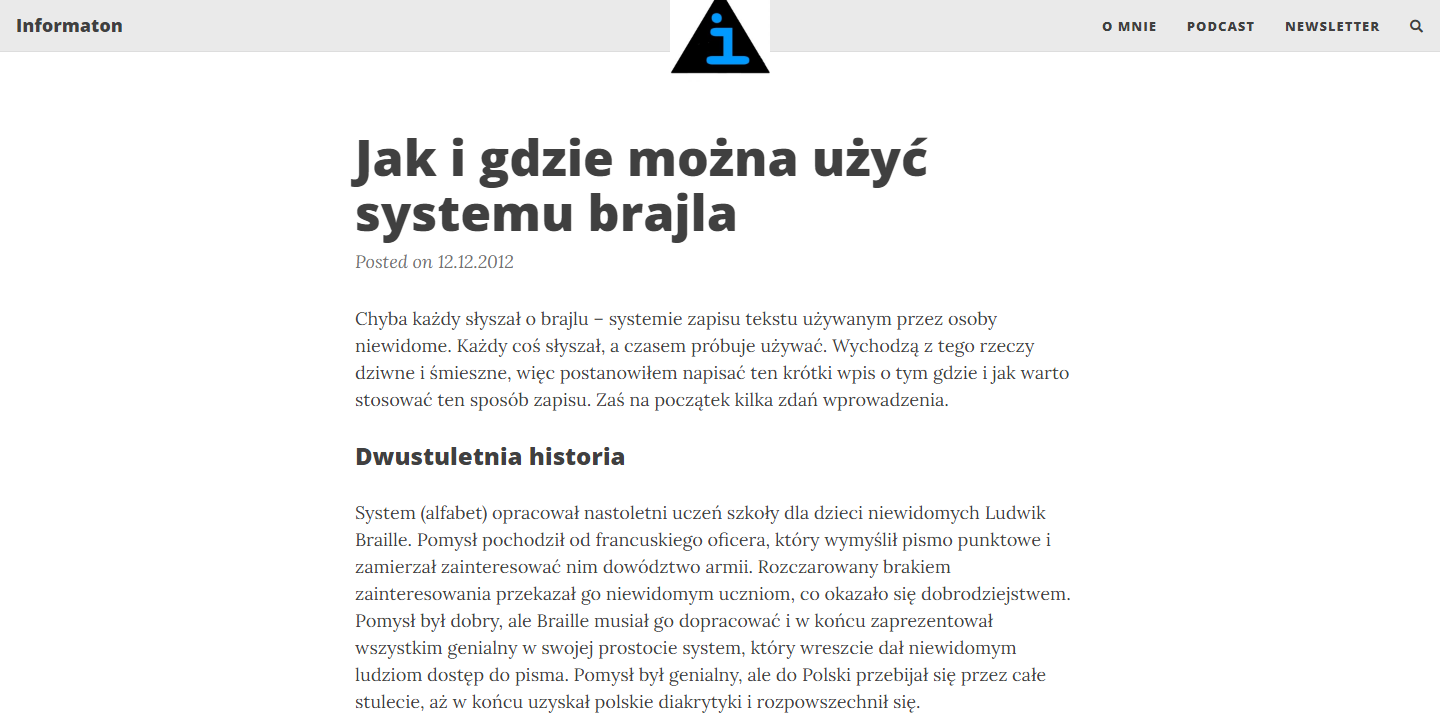 Informaton
i
O MNIE
PODCAST
NEWSLETTER
Jak i gdzie można użyć
systemu brajla
Posted on 12.12.2012
Chyba każdy słyszał o brajlu – systemie zapisu tekstu używanym przez osoby
niewidome. Każdy coś słyszał, a czasem próbuje używać. Wychodzą z tego rzeczy
dziwne i śmieszne, więc postanowiłem napisać ten krótki wpis o tym gdzie i jak warto
stosować ten sposób zapisu. Zaś na początek kilka zdań wprowadzenia.
Dwustuletnia historia
System (alfabet) opracował nastoletni uczeń szkoły dla dzieci niewidomych Ludwik
Braille. Pomysł pochodził od francuskiego oficera, który wymyślił pismo punktowe i
zamierzał zainteresować nim dowództwo armii. Rozczarowany brakiem
zainteresowania przekazał go niewidomym uczniom, co okazało się dobrodziejstwem.
Pomysł był dobry, ale Braille musiał go dopracować i w końcu zaprezentował
wszystkim genialny w swojej prostocie system, który wreszcie dał niewidomym
ludziom dostęp do pisma. Pomysł był genialny, ale do Polski przebijał się przez całe
stulecie, aż w końcu uzyskał polskie diakrytyki i rozpowszechnił się.